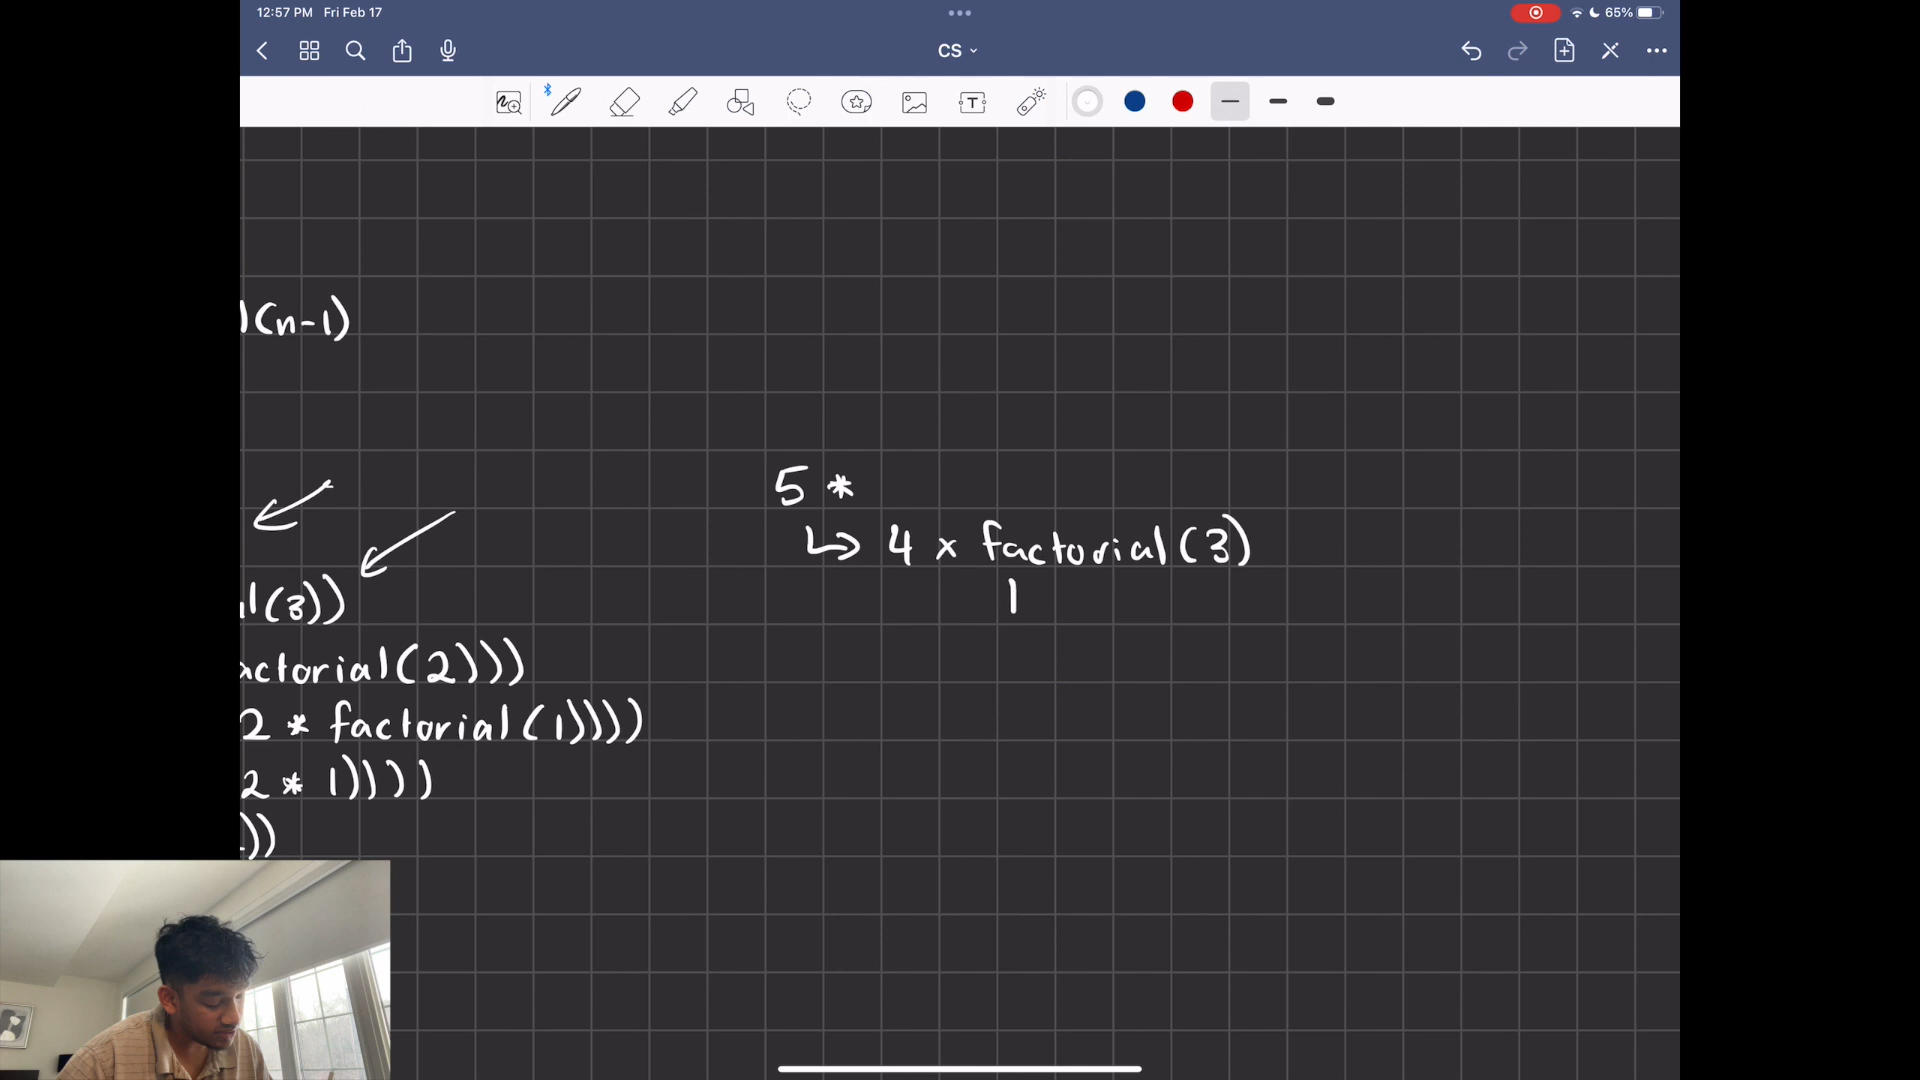 12:57 PM Fri Feb 17
65%
CS
T
l(n-1)
5 *
↳ 4 x factorial(3)
l(3))
actorial(2)))
2 * factorial(1))))
2 * 1))))
))